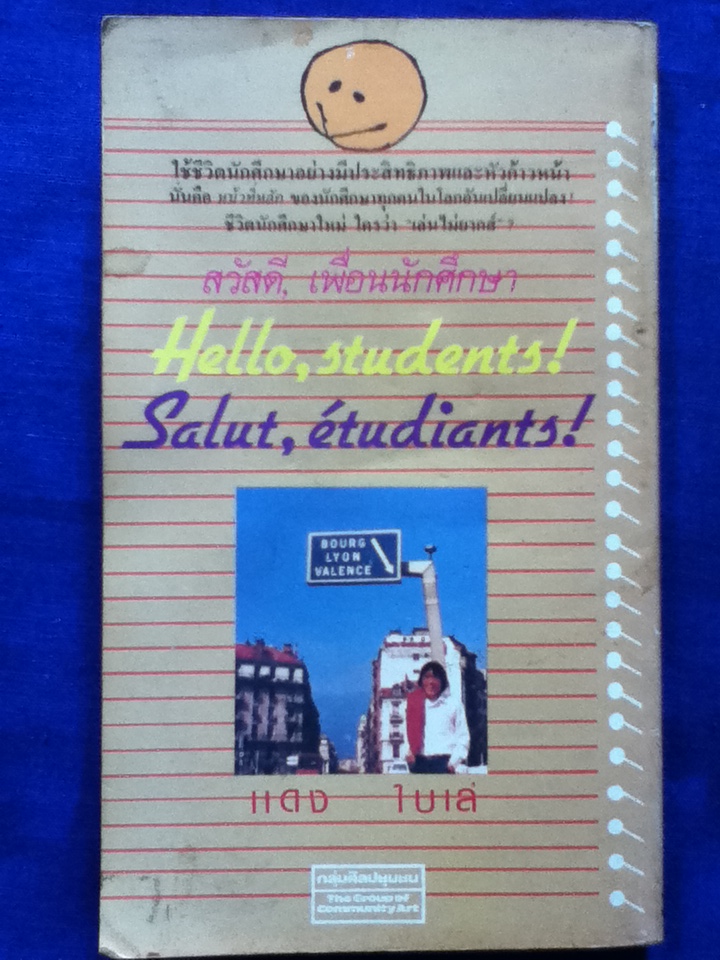 ใช้ชีวิตนักศึกษาอย่างมีประสิทธิภาพและหัวก้าวหน้า
นั่นคือ หน้าที่หลัก ของนักศึกษาทุกคนในโลกอันเปลี่ยนแปลง!
ชีวิตนักศึกษาใหม่ ใครว่า "เล่นไม่ยากส์" ?
สวัสดี, เพื่อนนักศึกษา
Hello, students!
Salut, étudiants!
BOURG
LYON
VALENCE
แดง ใบเล่
กลุ่มศิลปชุมชน
The Group of
Community Art